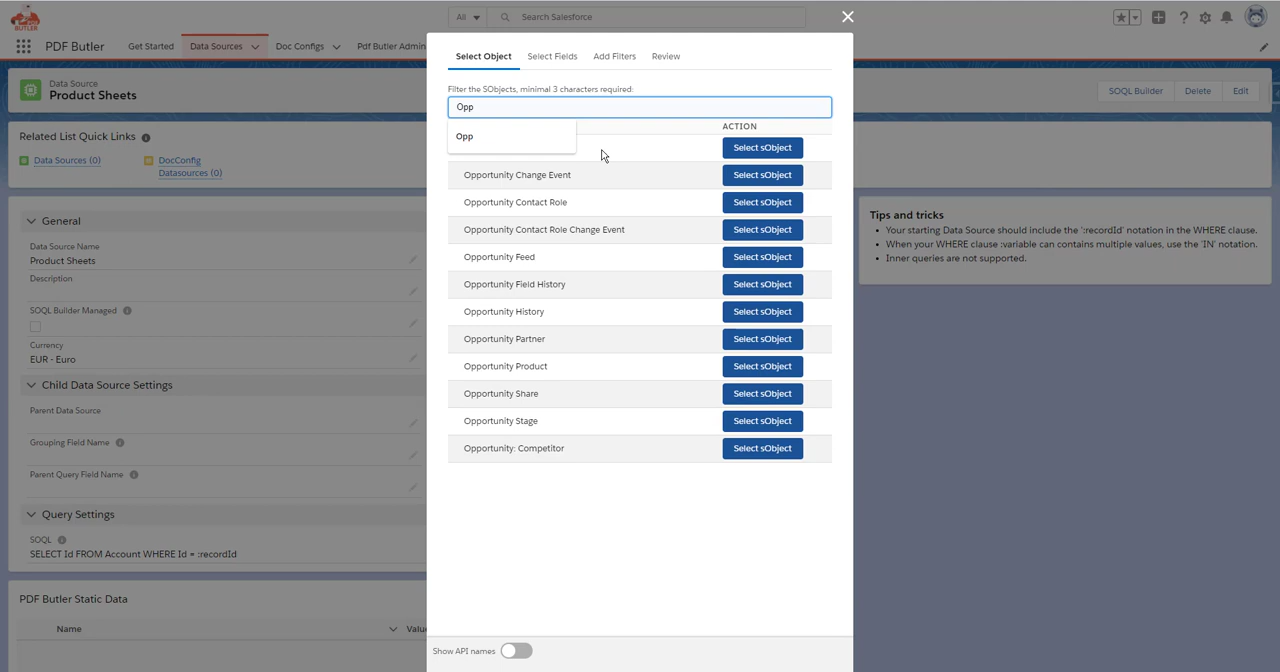 All
Search Salesforce
PDF BUTLER
PDF Butler
Get Started
Data Sources
Doc Configs
Pdf Butler Admin
Data Source
Product Sheets
SOQL Builder
Delete
Edit
Related List Quick Links
Data Sources (0)
DocConfig
Datasources (0)
General
Data Source Name
Product Sheets
Description
SOQL Builder Managed
Currency
EUR - Euro
Child Data Source Settings
Parent Data Source
Grouping Field Name
Parent Query Field Name
Query Settings
SOQL
SELECT Id FROM Account WHERE Id = :recordId
PDF Butler Static Data
Name
Select Object
Select Fields
Add Filters
Review
Filter the SObjects, minimal 3 characters required:
Opp
Opp
ACTION
Select sObject
Opportunity Change Event Select sObject
Opportunity Contact Role Select sObject
Opportunity Contact Role Change Event Select sObject
Opportunity Feed Select sObject
Opportunity Field History Select sObject
Opportunity History Select sObject
Opportunity Partner Select sObject
Opportunity Product Select sObject
Opportunity Share Select sObject
Opportunity Stage Select sObject
Opportunity: Competitor Select sObject
Show API names
Tips and tricks
Your starting Data Source should include the ':recordId' notation in the WHERE clause.
When your WHERE clause :variable can contains multiple values, use the 'IN' notation.
Inner queries are not supported.